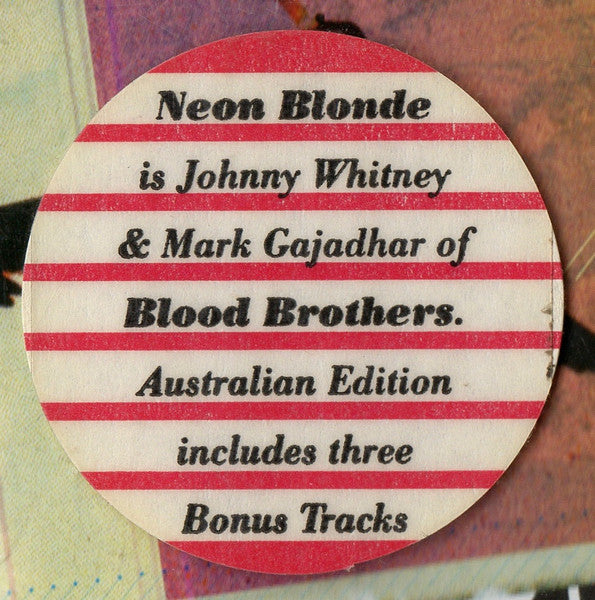 Neon Blonde
is Johnny Whitney
& Mark Gajadhar of
Blood Brothers.
Australian Edition
includes three
Bonus Tracks